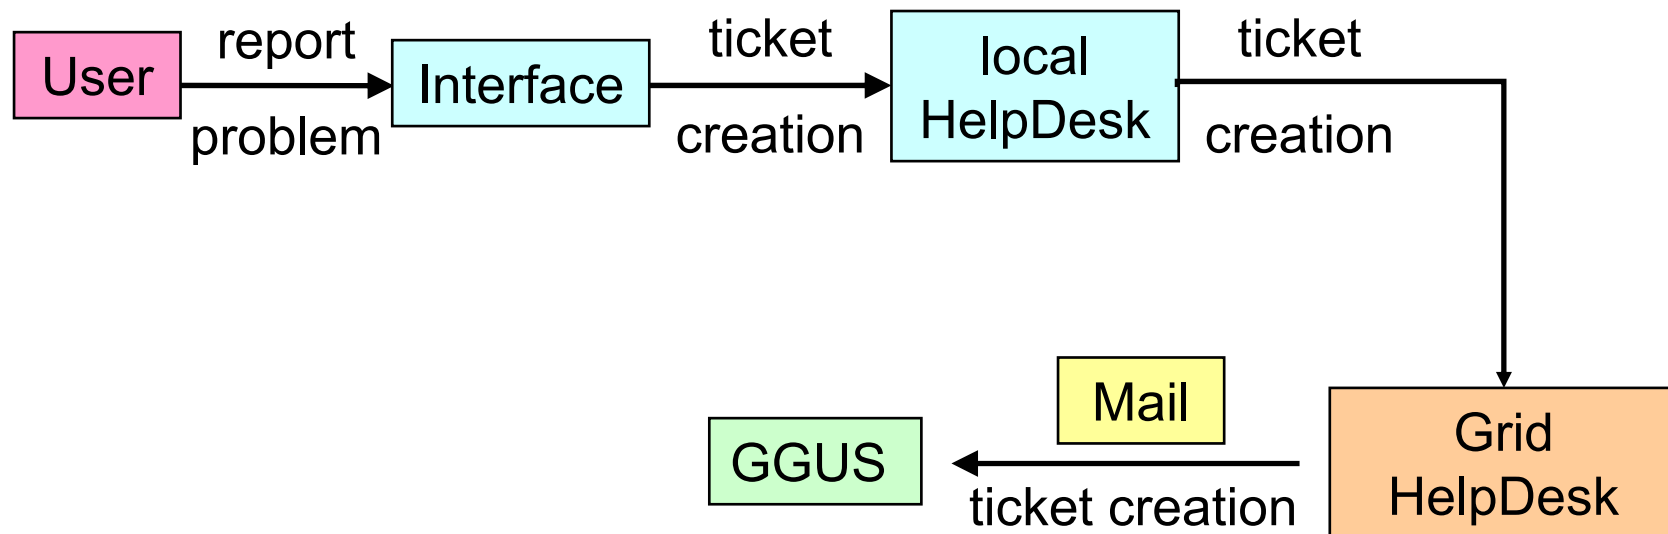 User
report
problem
Interface
ticket
creation
local
HelpDesk
ticket
creation
Mail
GGUS
ticket creation
Grid
HelpDesk